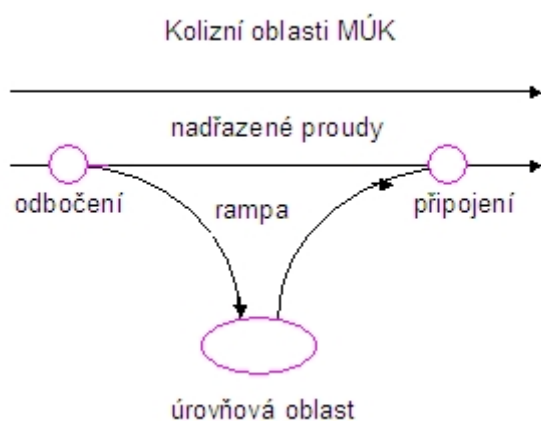 Kolizní oblasti MÚK
nadřazené proudy
odbočení
rampa
připojení
úrovňová oblast